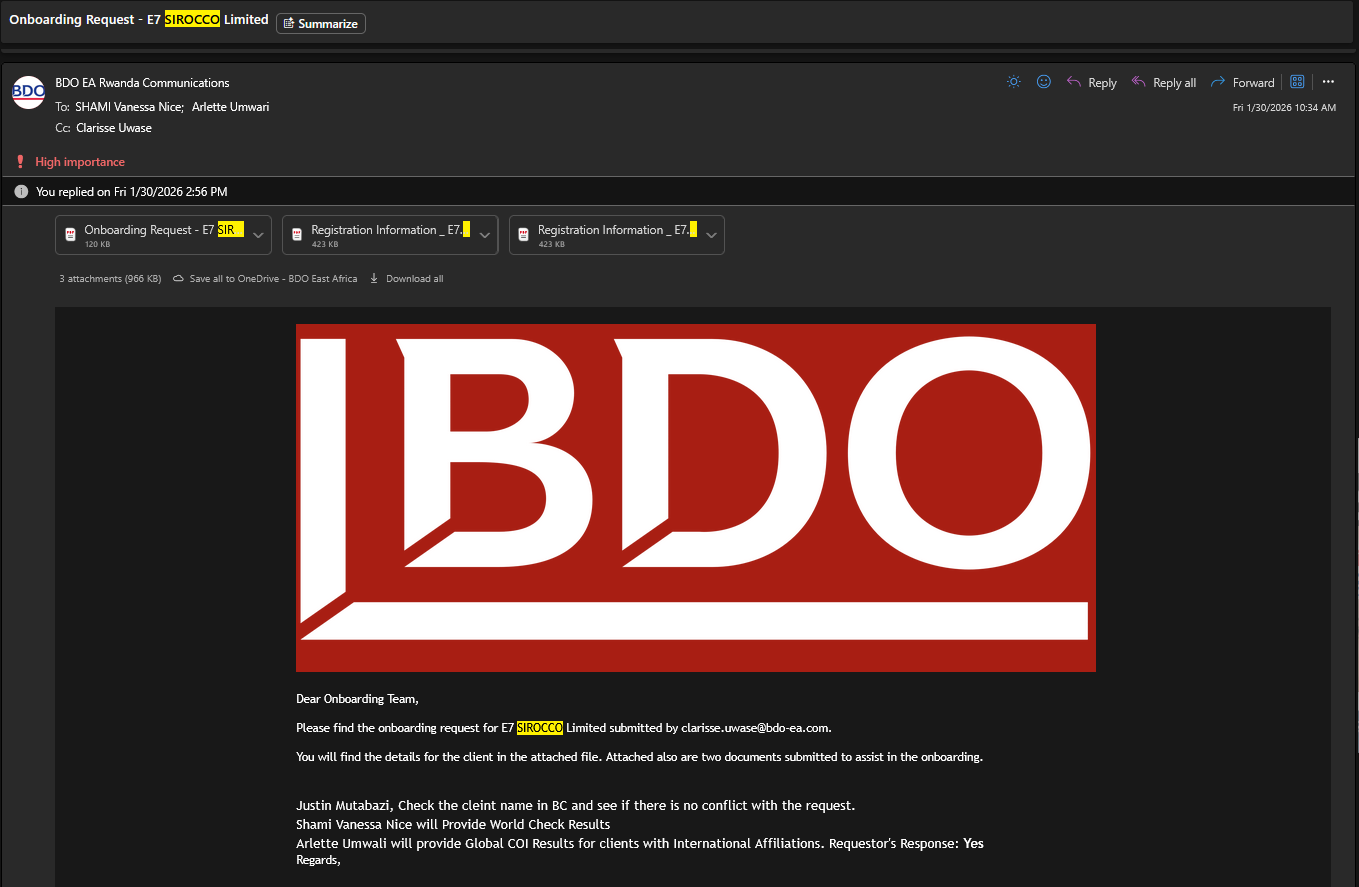 Onboarding Request - E7 SIROCCO Limited Summarize
BDO
BDO EA Rwanda Communications
To: SHAMI Vanessa Nice; Arlette Umwari
Cc: Clarisse Uwase
Reply Reply all Forward
Fri 1/30/2026 10:34 AM
High importance
You replied on Fri 1/30/2026 2:56 PM
Onboarding Request - E7 SIR
120 KB
Registration Information _ E7.
423 KB
Registration Information _ E7.
423 KB
3 attachments (966 KB) Save all to OneDrive - BDO East Africa Download all
BDO
Dear Onboarding Team,
Please find the onboarding request for E7 SIROCCO Limited submitted by clarisse.uwase@bdo-ea.com.
You will find the details for the client in the attached file. Attached also are two documents submitted to assist in the onboarding.
Justin Mutabazi, Check the cleint name in BC and see if there is no conflict with the request.
Shami Vanessa Nice will Provide World Check Results
Arlette Umwali will provide Global COI Results for clients with International Affiliations. Requestor's Response: Yes
Regards,